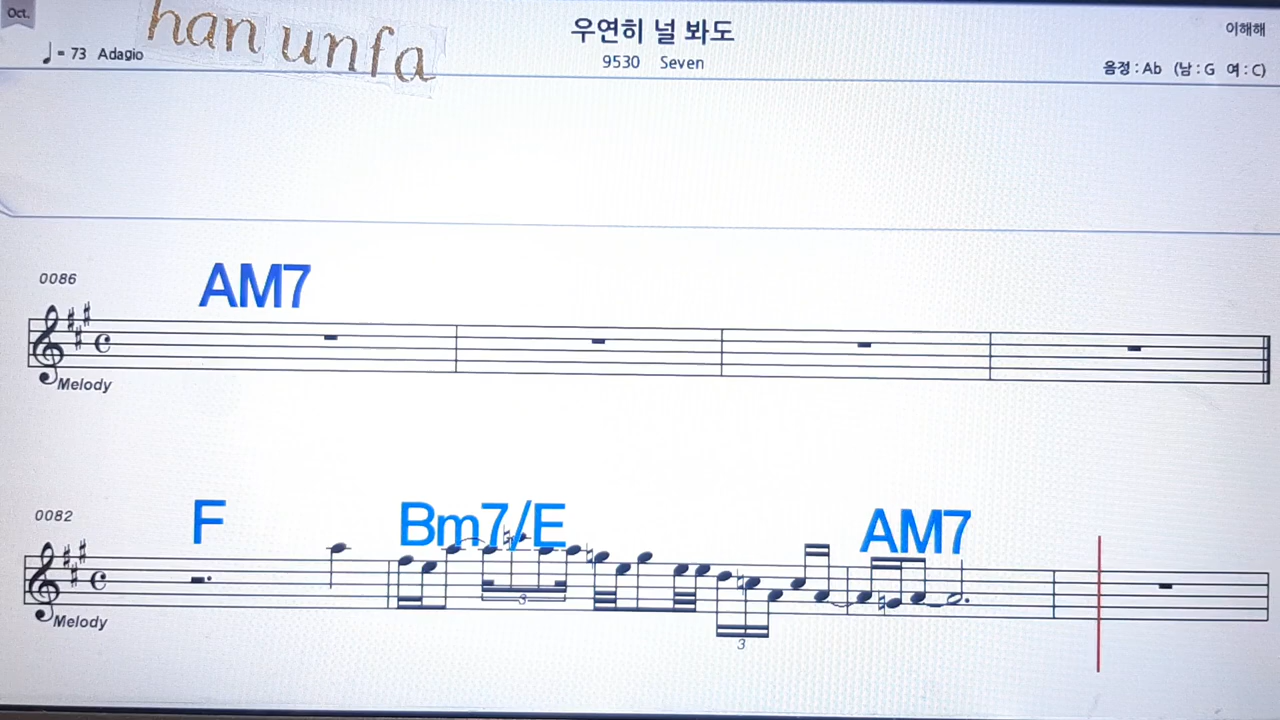 Oct.
han unfa
우연히 널 봐도
이해해
♩= 73 Adagio
9530 Seven
음정 : Ab (남 : G 여 : C)
0086
AM7
Melody
0082
F Bm7/E AM7
3
3
Melody